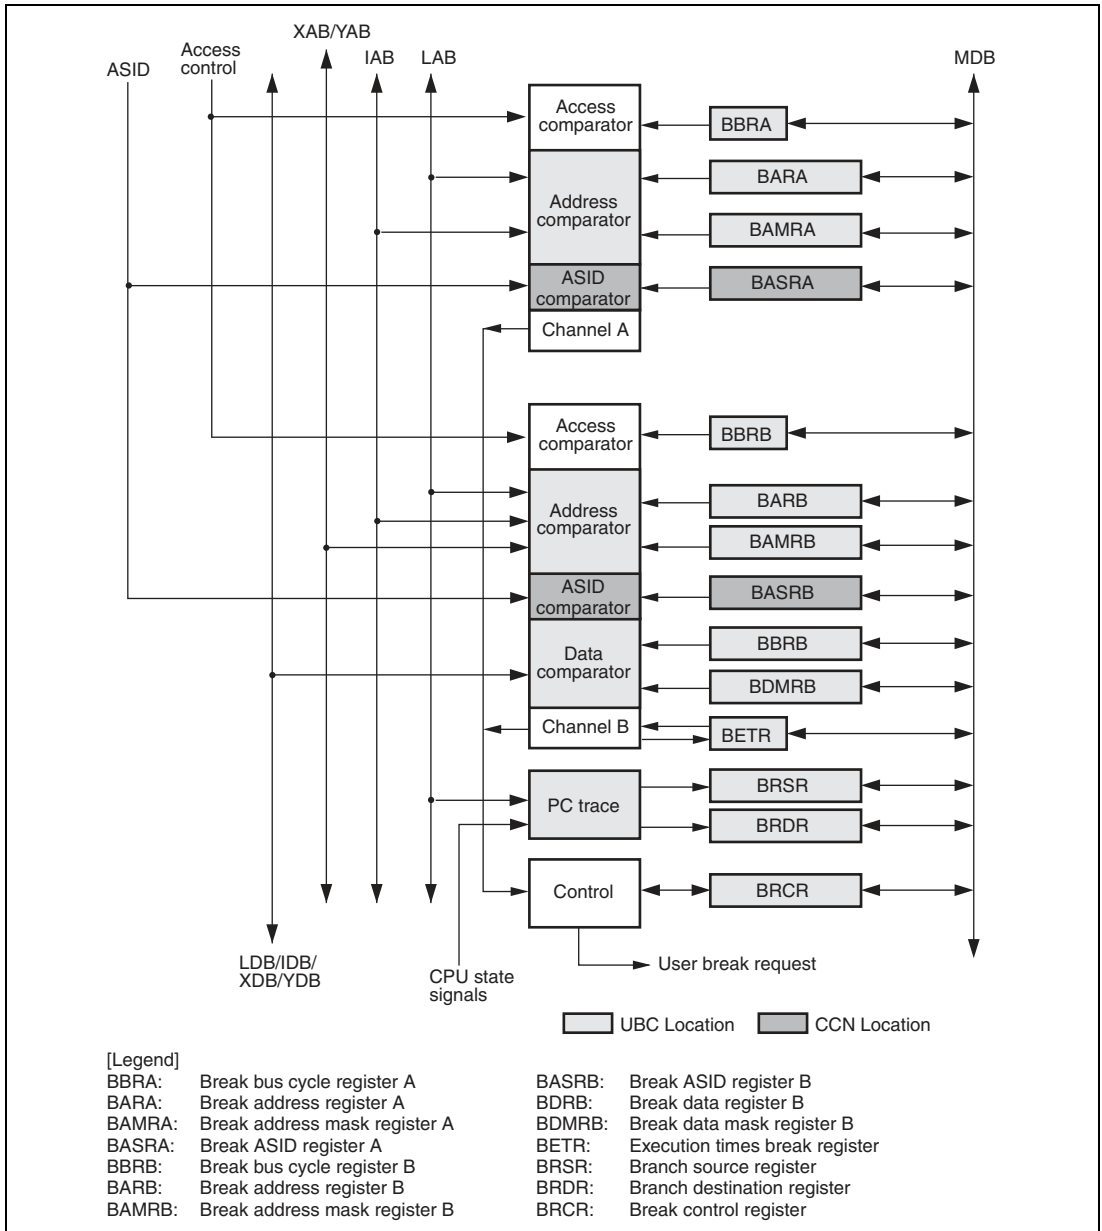 XAB/YAB
ASID
Access
control
IAB
LAB
MDB
Access
comparator
BBRA
Address
comparator
BARA
BAMRA
ASID
comparator
BASRA
Channel A
Access
comparator
BBRB
Address
comparator
BARB
BAMRB
ASID
comparator
BASRB
Data
comparator
BBRB
BDMRB
Channel B
BETR
PC trace
BRSR
BRDR
Control
BRCR
LDB/IDB/
XDB/YDB
CPU state
signals
User break request
UBC Location
CCN Location
[Legend]
BBRA: Break bus cycle register A
BARA: Break address register A
BAMRA: Break address mask register A
BASRA: Break ASID register A
BBRB: Break bus cycle register B
BARB: Break address register B
BAMRB: Break address mask register B
BASRB: Break ASID register B
BDRB: Break data register B
BDMRB: Break data mask register B
BETR: Execution times break register
BRSR: Branch source register
BRDR: Branch destination register
BRCR: Break control register